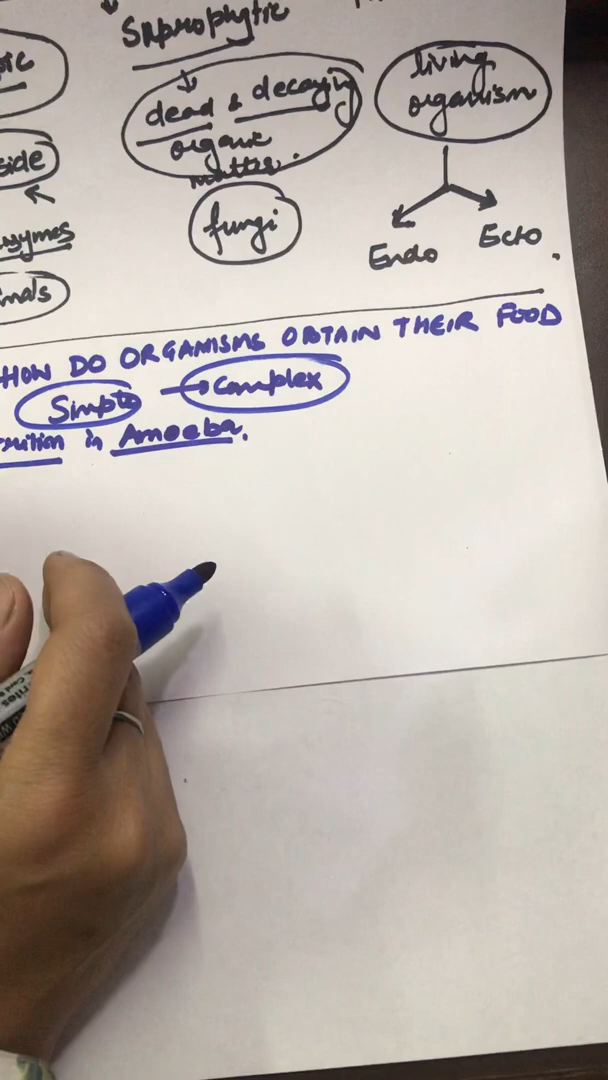 Saprophytic
dead & decaying
organic
matter.
fungi
living
organism
Endo
Ecto
HOW DO ORGANISMS OBTAIN THEIR FOOD
Simple → Complex
in Amoeba.